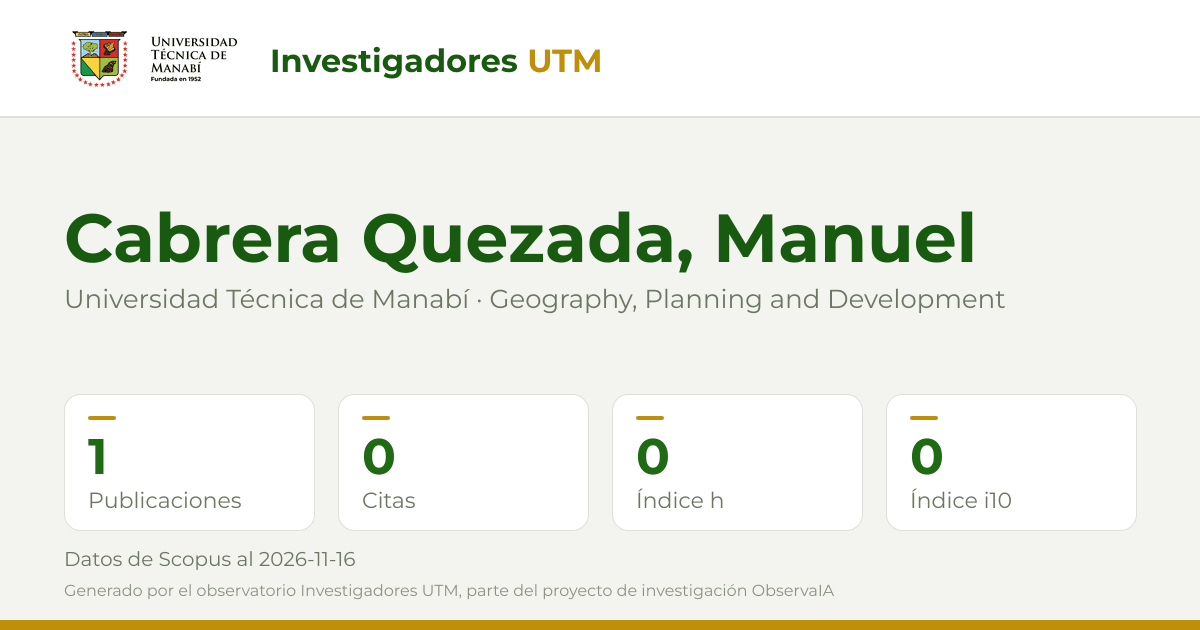 UNIVERSIDAD
TÉCNICA DE
MANABÍ
Fundada en 1952
Investigadores UTM
Cabrera Quezada, Manuel
Universidad Técnica de Manabí · Geography, Planning and Development
1
Publicaciones
0
Citas
0
Índice h
0
Índice i10
Datos de Scopus al 2026-11-16
Generado por el observatorio Investigadores UTM, parte del proyecto de investigación ObservaIA